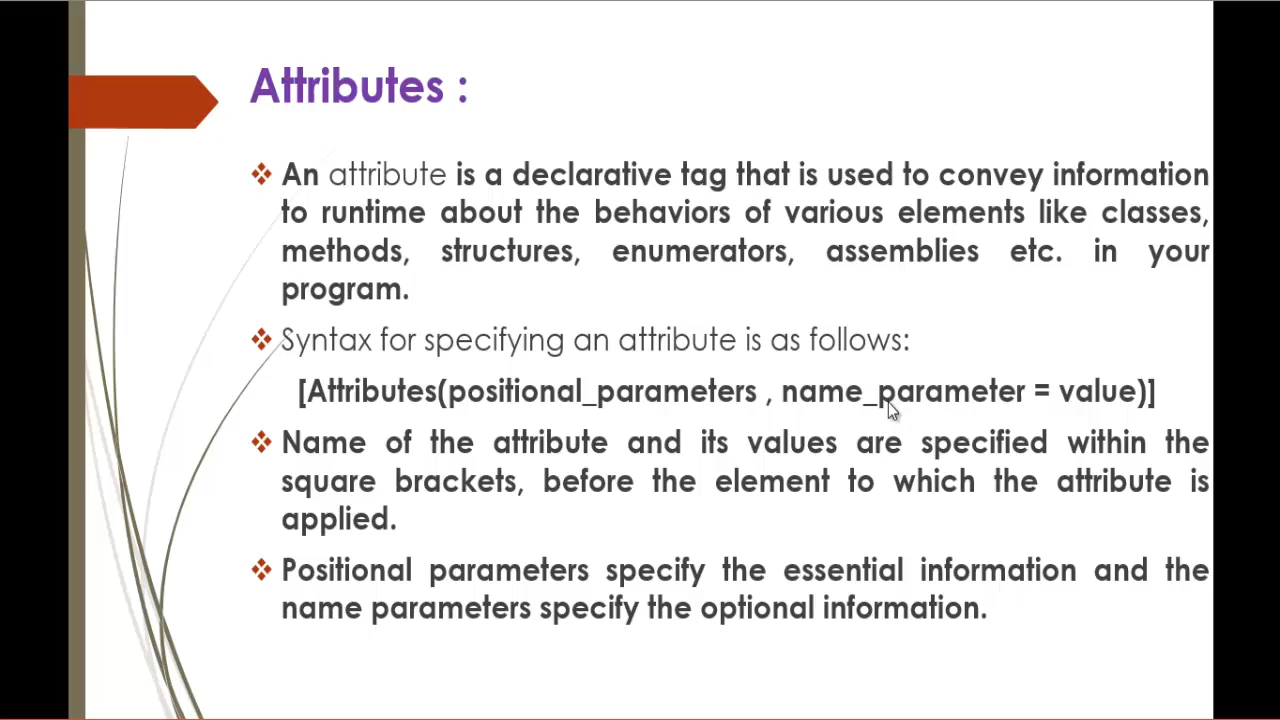 Attributes :
❖ An attribute is a declarative tag that is used to convey information
to runtime about the behaviors of various elements like classes,
methods, structures, enumerators, assemblies etc. in your
program.
❖ Syntax for specifying an attribute is as follows:
[Attributes(positional_parameters , name_parameter = value)]
❖ Name of the attribute and its values are specified within the
square brackets, before the element to which the attribute is
applied.
❖ Positional parameters specify the essential information and the
name parameters specify the optional information.